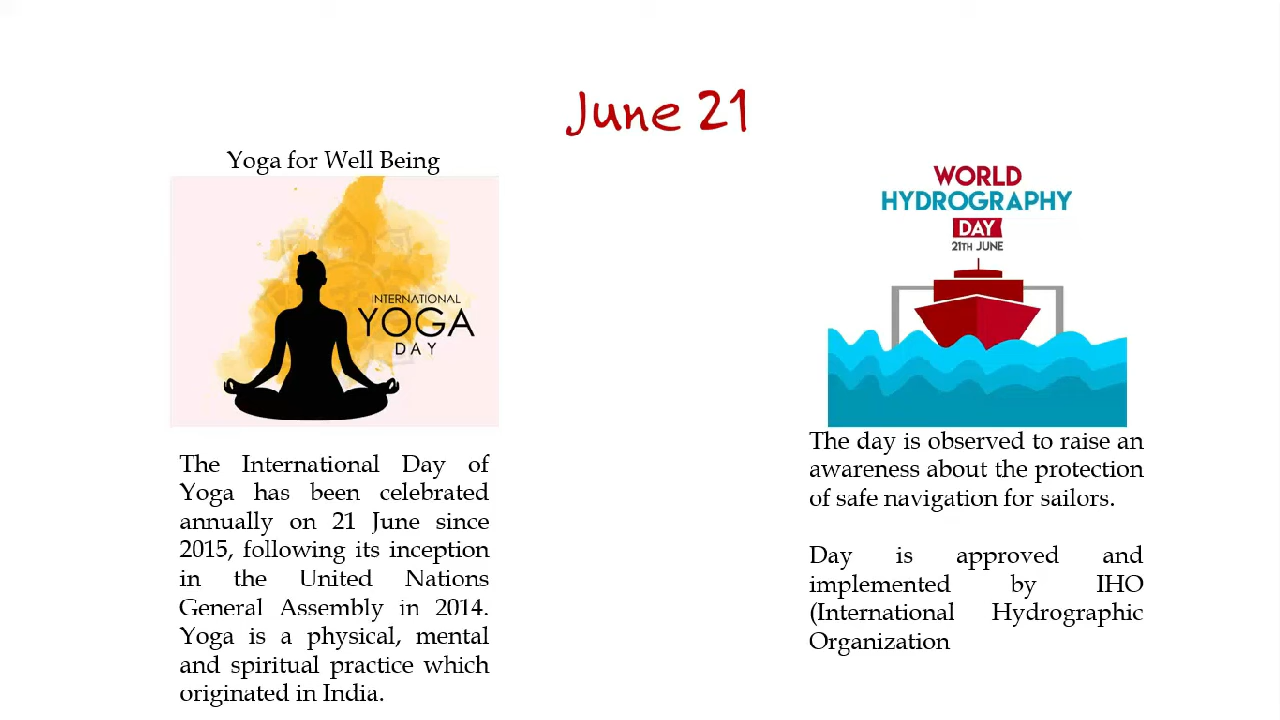 June 21
Yoga for Well Being
INTERNATIONAL
YOGA
DAY
The International Day of
Yoga has been celebrated
annually on 21 June since
2015, following its inception
in the United Nations
General Assembly in 2014.
Yoga is a physical, mental
and spiritual practice which
originated in India.
WORLD
HYDROGRAPHY
DAY
21TH JUNE
The day is observed to raise an
awareness about the protection
of safe navigation for sailors.
Day is approved and
implemented by IHO
(International Hydrographic
Organization